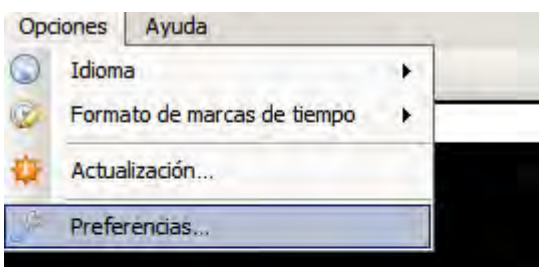 Opciones Ayuda
Idioma
Formato de marcas de tiempo
Actualización...
Preferencias...